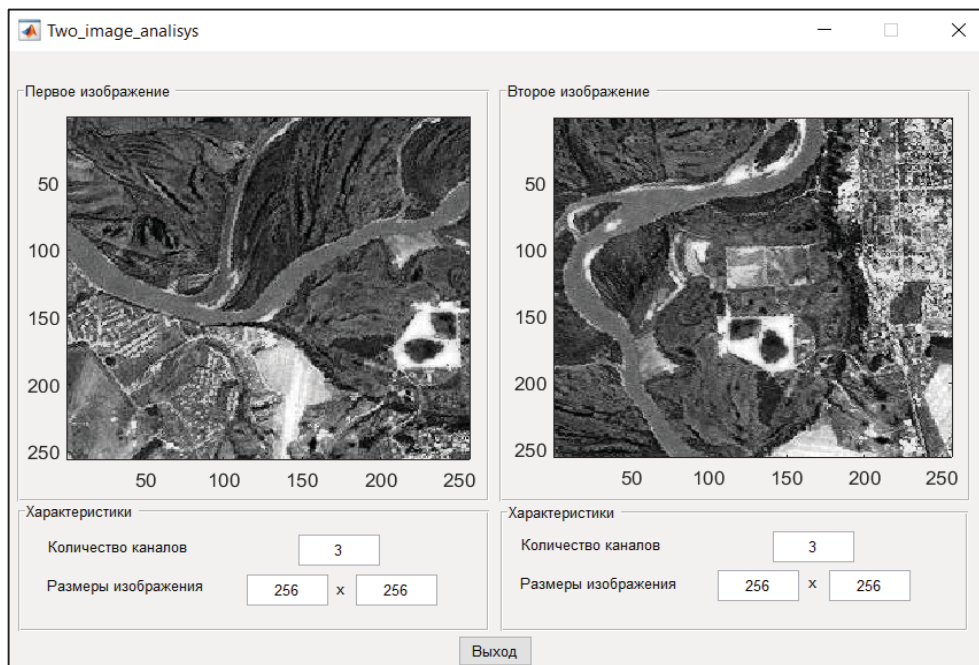 Two_image_analisys
Первое изображение
50
100
150
200
250
50 100 150 200 250
Характеристики
Количество каналов 3
Размеры изображения 256 x 256
Второе изображение
50
100
150
200
250
50 100 150 200 250
Характеристики
Количество каналов 3
Размеры изображения 256 x 256
Выход